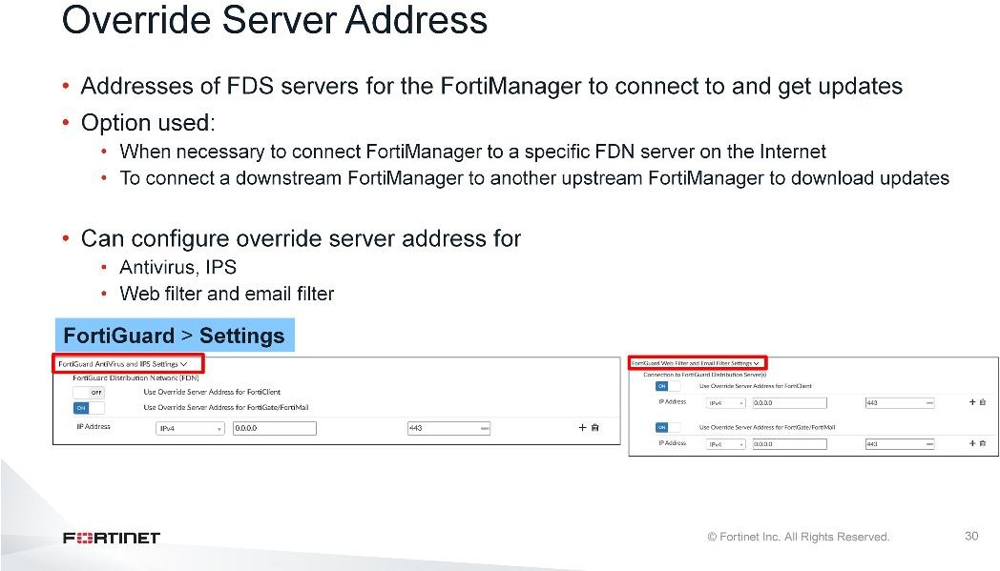 Override Server Address
• Addresses of FDS servers for the FortiManager to connect to and get updates
• Option used:
• When necessary to connect FortiManager to a specific FDN server on the Internet
• To connect a downstream FortiManager to another upstream FortiManager to download updates
• Can configure override server address for
• Antivirus, IPS
• Web filter and email filter
FortiGuard > Settings
FortiGuard AntiVirus and IPS Settings
FortiGuard Distribution Network (FDN)
OFF Use Override Server Address for FortiClient
ON Use Override Server Address for FortiGate/FortiMail
IP Address IPv4 0.0.0.0 443
FortiGuard Web Filter and Email Filter Settings
Connection to FortiGuard Distribution Server(s)
ON Use Override Server Address for FortiClient
IP Address IPv4 0.0.0.0 443
ON Use Override Server Address for FortiGate/FortiMail
IP Address IPv4 0.0.0.0 443
FORTINET
© Fortinet Inc. All Rights Reserved.
30